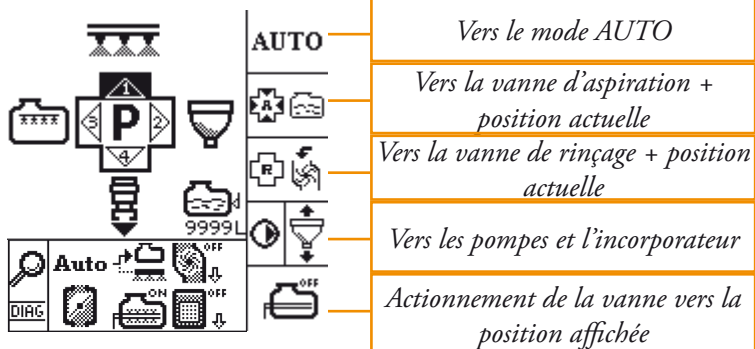 AUTO
Vers le mode AUTO
1
3
P
2
4
A
Vers la vanne d'aspiration +
position actuelle
R
Vers la vanne de rinçage + position
actuelle
9999L
Vers les pompes et l'incorporateur
Auto
OFF
DIAG
ON
OFF
OFF
Actionnement de la vanne vers la
position affichée